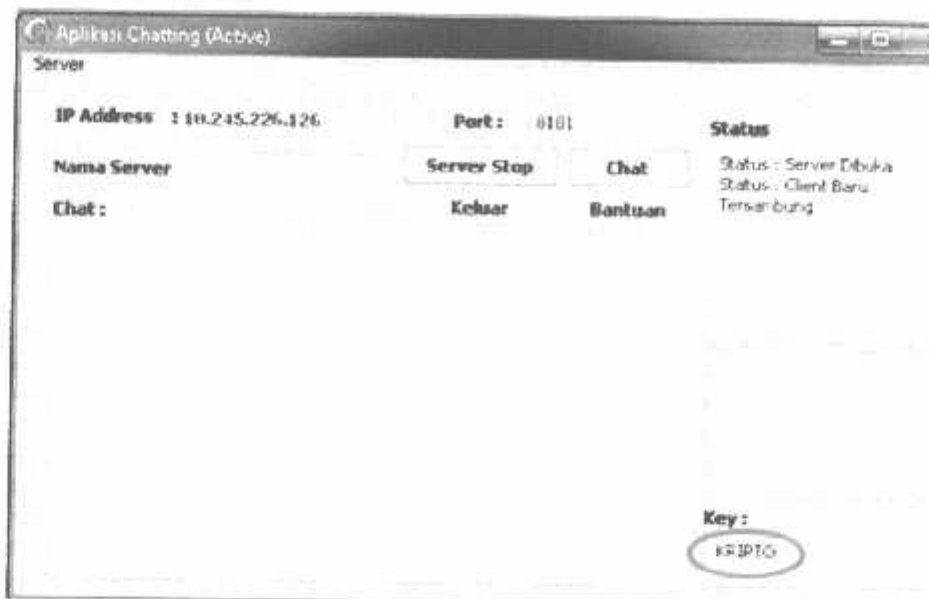 Aplikasi Chatting (Active)
Server
IP Address : 10.245.226.126 Port : 8181
Nama Server Server Stop Chat
Chat : Keluar Bantuan
Status
Status : Server Dibuka
Status : Client Baru
Tersambung
Key :
KRIPTO